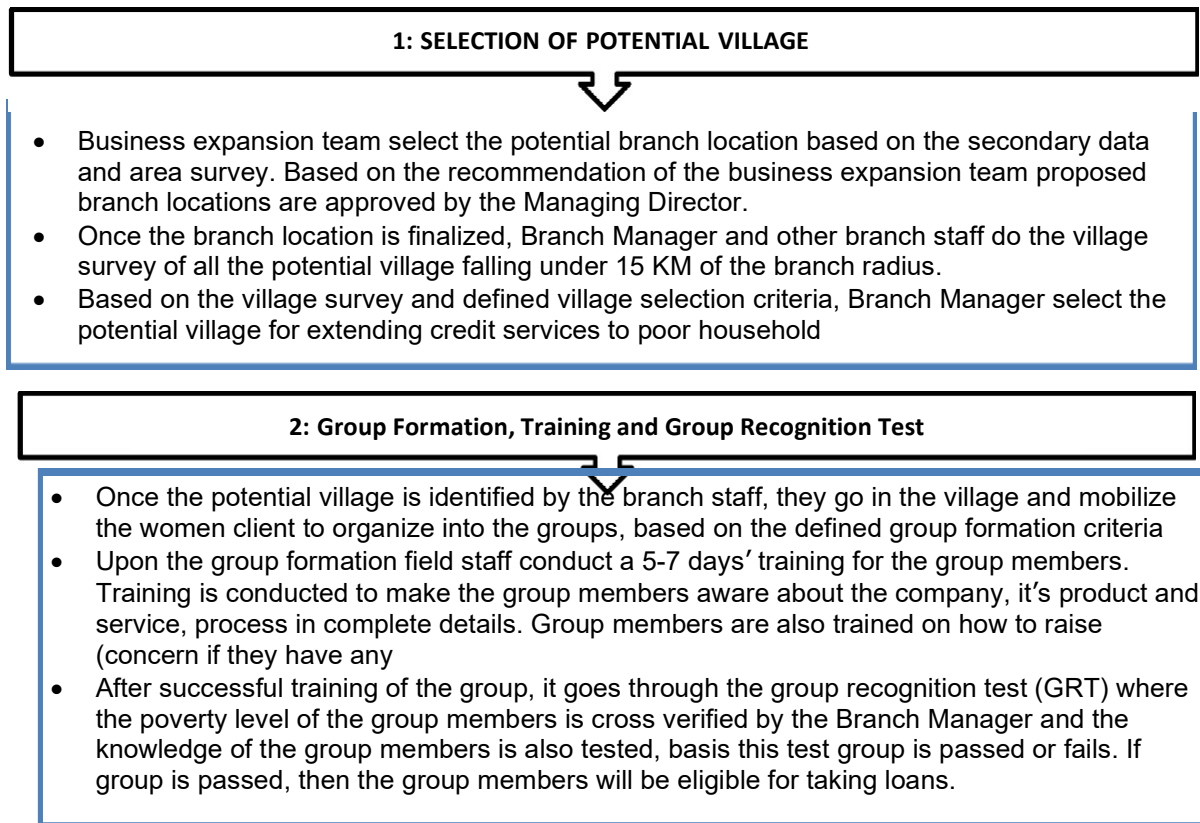 1: SELECTION OF POTENTIAL VILLAGE
• Business expansion team select the potential branch location based on the secondary data
and area survey. Based on the recommendation of the business expansion team proposed
branch locations are approved by the Managing Director.
• Once the branch location is finalized, Branch Manager and other branch staff do the village
survey of all the potential village falling under 15 KM of the branch radius.
• Based on the village survey and defined village selection criteria, Branch Manager select the
potential village for extending credit services to poor household
2: Group Formation, Training and Group Recognition Test
• Once the potential village is identified by the branch staff, they go in the village and mobilize
the women client to organize into the groups, based on the defined group formation criteria
• Upon the group formation field staff conduct a 5-7 days′ training for the group members.
Training is conducted to make the group members aware about the company, it′s product and
service, process in complete details. Group members are also trained on how to raise
(concern if they have any
• After successful training of the group, it goes through the group recognition test (GRT) where
the poverty level of the group members is cross verified by the Branch Manager and the
knowledge of the group members is also tested, basis this test group is passed or fails. If
group is passed, then the group members will be eligible for taking loans.